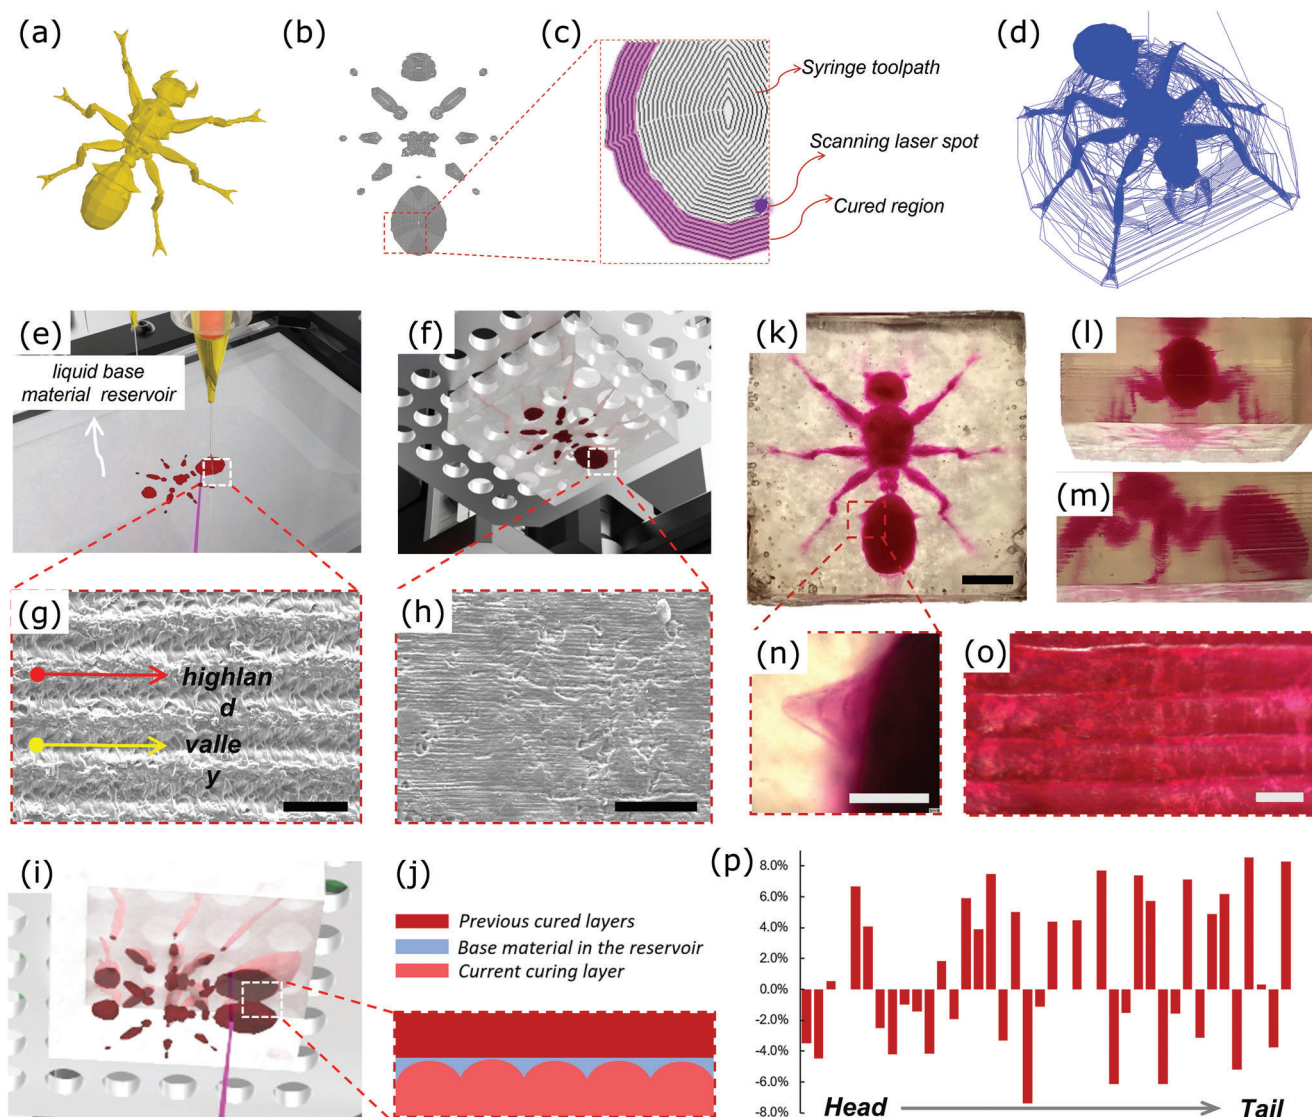 (a)
(b)
(c)
(d)
Syringe toolpath
Scanning laser spot
Cured region
(e)
liquid base
material reservoir
(f)
(k)
(l)
(m)
(g)
highlan
d
valle
y
(h)
(n)
(o)
(i)
(j)
Previous cured layers
Base material in the reservoir
Current curing layer
(p)
8.0%
6.0%
4.0%
2.0%
0.0%
-2.0%
-4.0%
-6.0%
-8.0%
Head
Tail